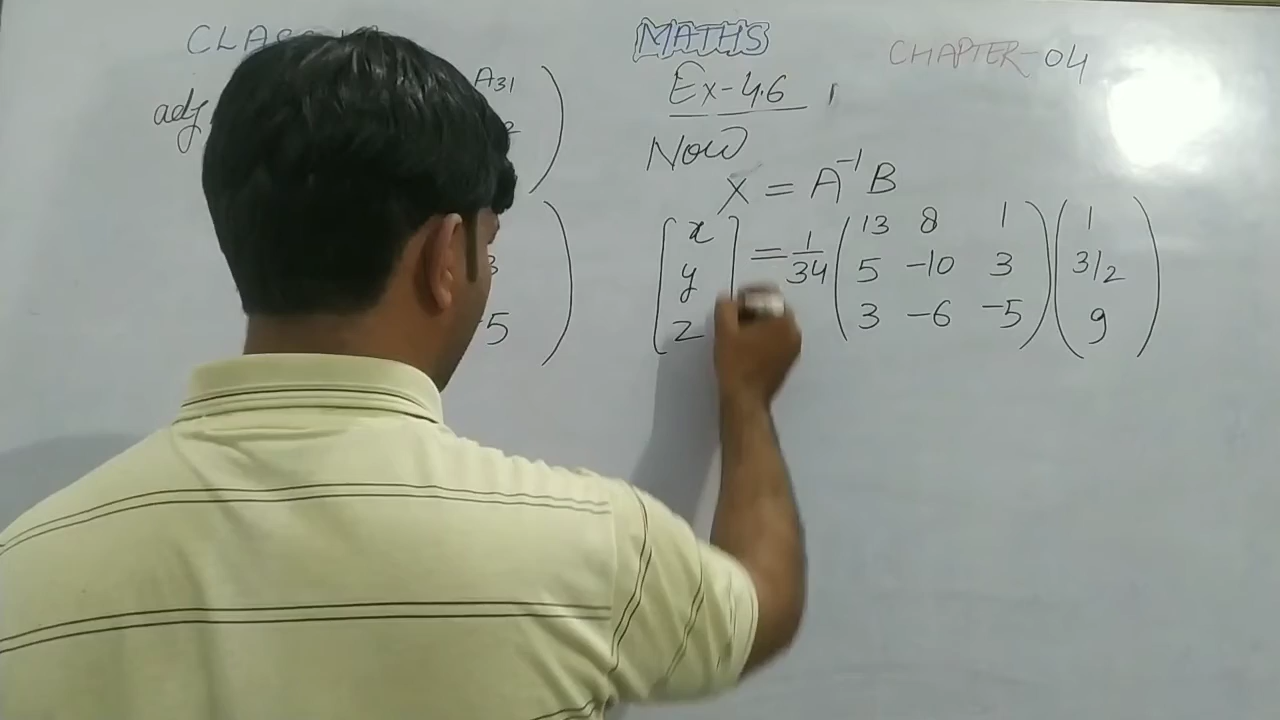 CLASS
MATHS
CHAPTER-04
adj
A31
Ex-4.6
Now
X = A⁻¹B
[x] = 1/34 (13 8 1) (1)
[y] (5 -10 3) (3/2)
[z] (3 -6 -5) (9)
-5